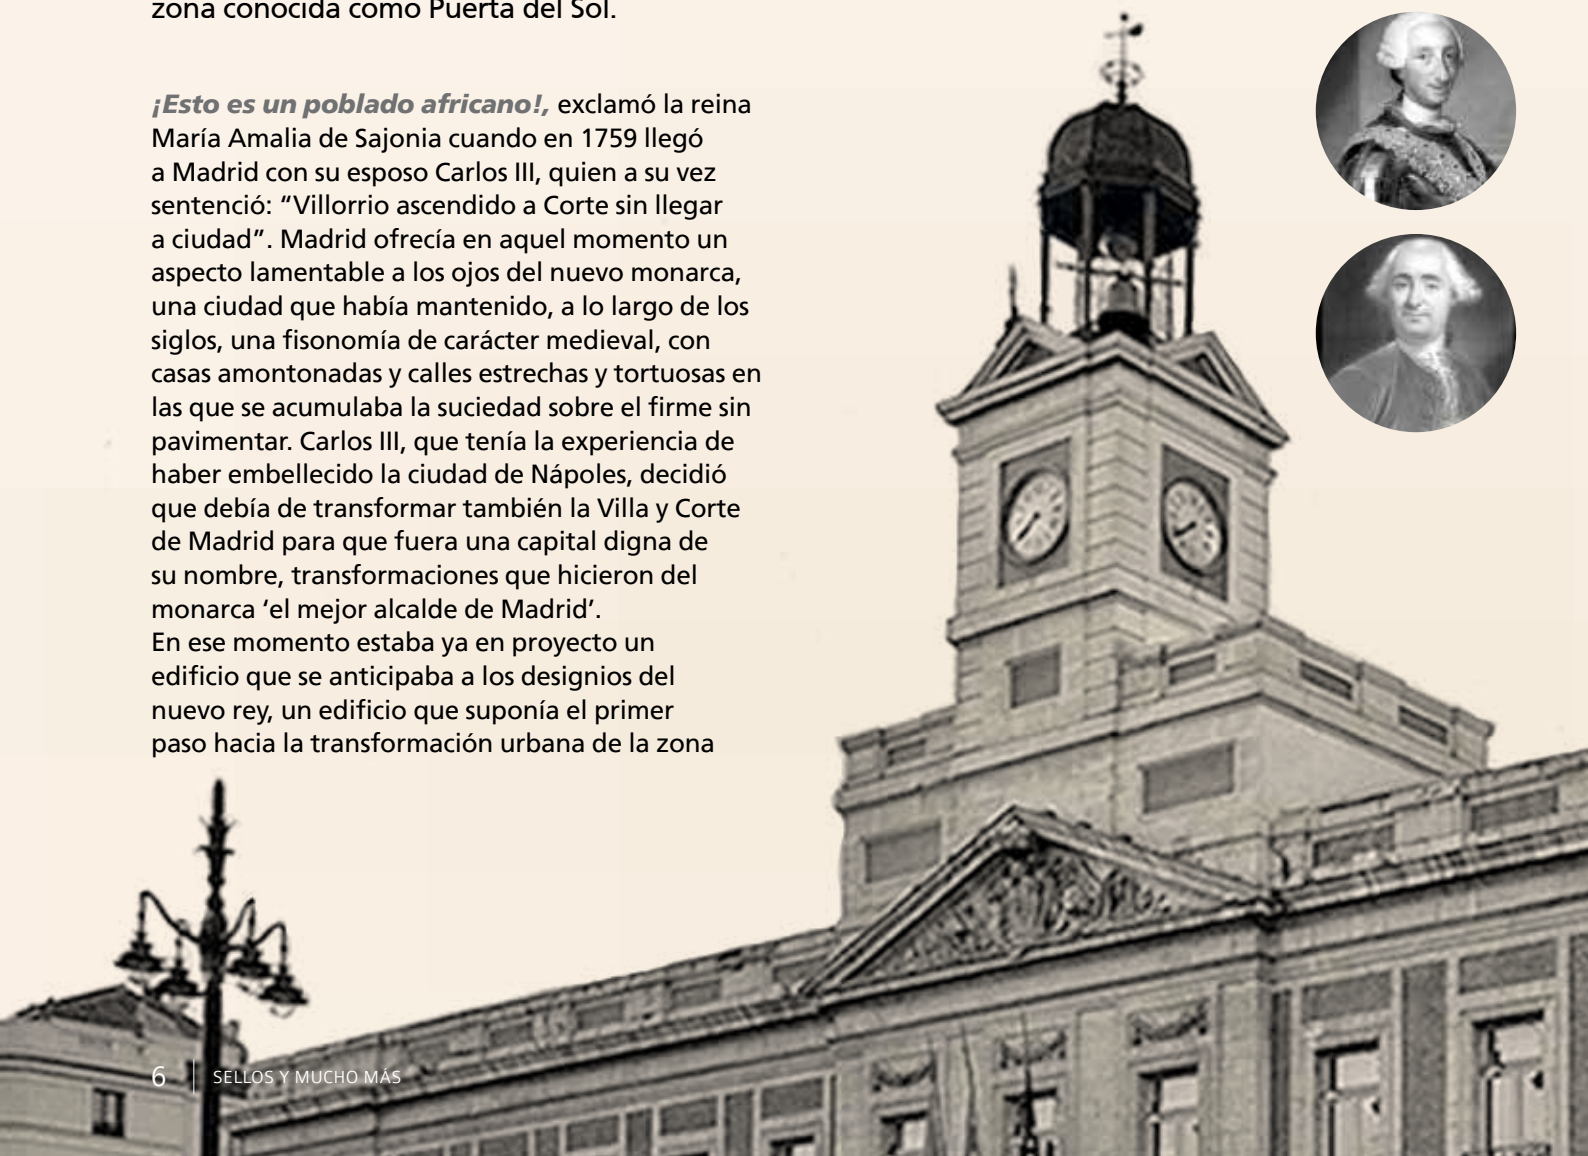 zona conocida como Puerta del Sol.
¡Esto es un poblado africano!, exclamó la reina
María Amalia de Sajonia cuando en 1759 llegó
a Madrid con su esposo Carlos III, quien a su vez
sentenció: “Villorrio ascendido a Corte sin llegar
a ciudad”. Madrid ofrecía en aquel momento un
aspecto lamentable a los ojos del nuevo monarca,
una ciudad que había mantenido, a lo largo de los
siglos, una fisonomía de carácter medieval, con
casas amontonadas y calles estrechas y tortuosas en
las que se acumulaba la suciedad sobre el firme sin
pavimentar. Carlos III, que tenía la experiencia de
haber embellecido la ciudad de Nápoles, decidió
que debía de transformar también la Villa y Corte
de Madrid para que fuera una capital digna de
su nombre, transformaciones que hicieron del
monarca ‘el mejor alcalde de Madrid’.
En ese momento estaba ya en proyecto un
edificio que se anticipaba a los designios del
nuevo rey, un edificio que suponía el primer
paso hacia la transformación urbana de la zona
6 SELLOS Y MUCHO MÁS